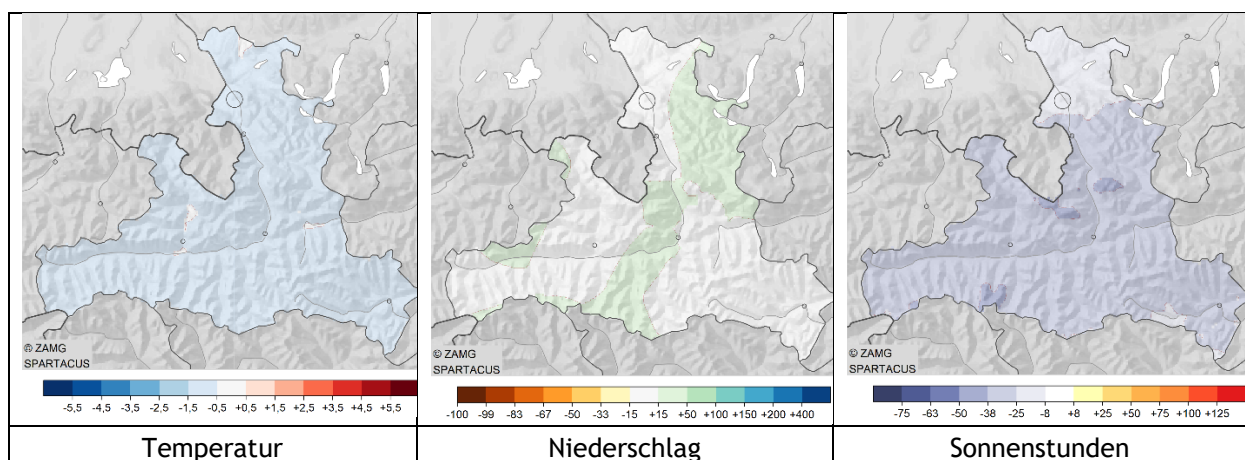 © ZAMG
SPARTACUS
-5,5 -4,5 -3,5 -2,5 -1,5 -0,5 +0,5 +1,5 +2,5 +3,5 +4,5 +5,5
Temperatur
© ZAMG
SPARTACUS
-100 -99 -83 -67 -50 -33 -15 +15 +50 +100 +150 +200 +400
Niederschlag
© ZAMG
SPARTACUS
-75 -63 -50 -38 -25 -8 +8 +25 +50 +75 +100 +125
Sonnenstunden